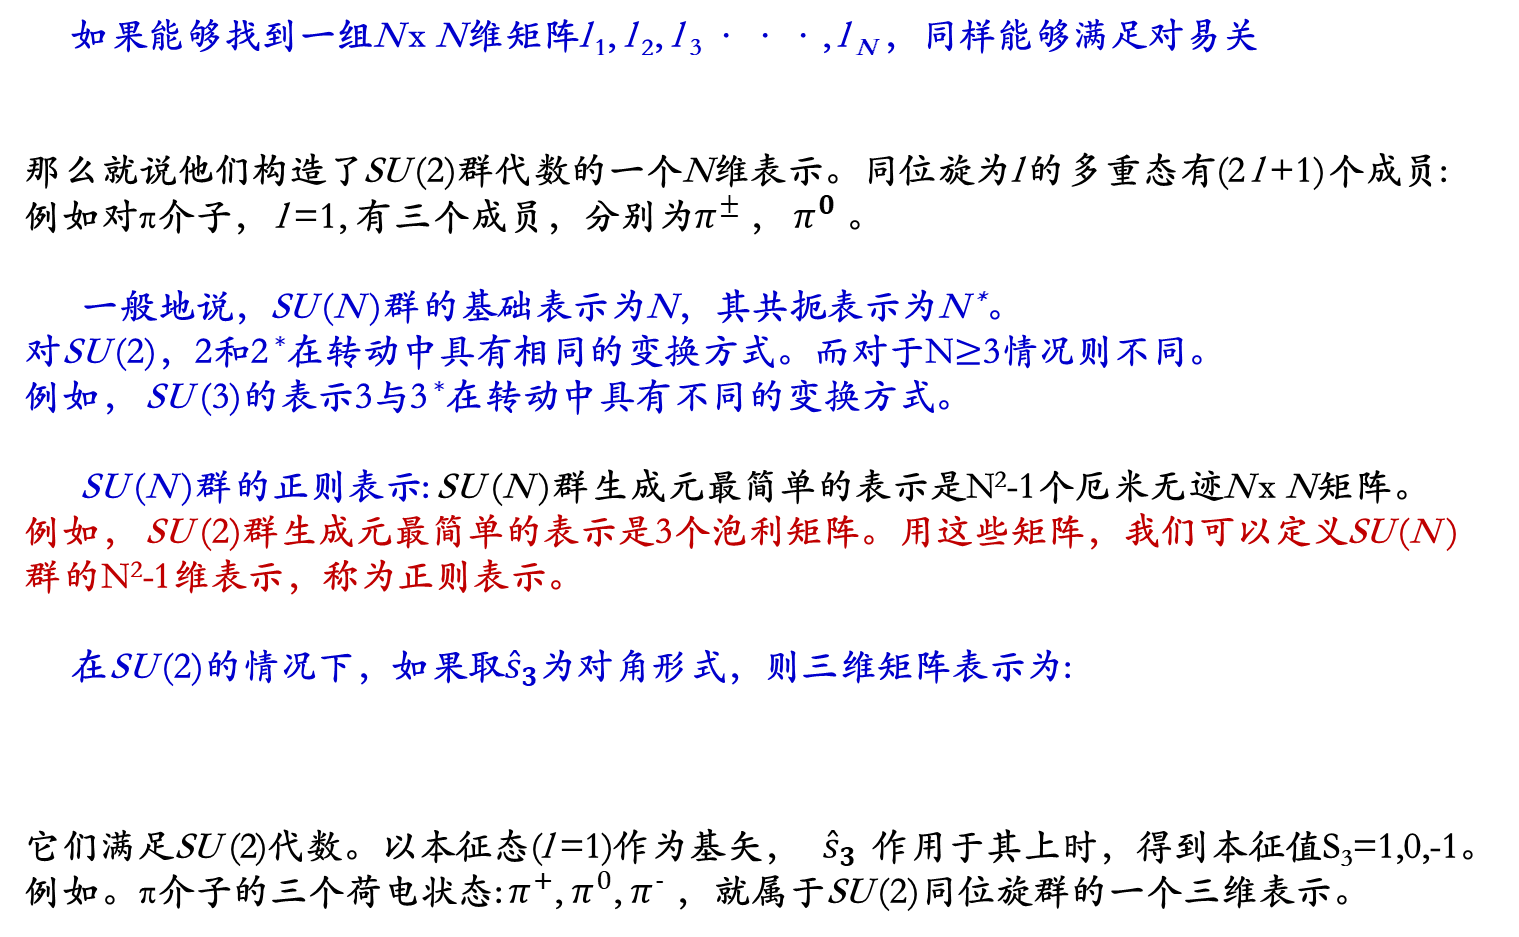 如果能够找到一组Nx N维矩阵l₁, l₂, l₃ · · · , l_N，同样能够满足对易关
那么就说他们构造了SU(2)群代数的一个N维表示。同位旋为l的多重态有(2l+1)个成员:
例如对π介子，l=1,有三个成员，分别为π^±，π⁰。
一般地说，SU(N)群的基础表示为N，其共扼表示为N*。
对SU(2)，2和2*在转动中具有相同的变换方式。而对于N≥3情况则不同。
例如，SU(3)的表示3与3*在转动中具有不同的变换方式。
SU(N)群的正则表示:SU(N)群生成元最简单的表示是N²-1个厄米无迹Nx N矩阵。
例如，SU(2)群生成元最简单的表示是3个泡利矩阵。用这些矩阵，我们可以定义SU(N)
群的N²-1维表示，称为正则表示。
在SU(2)的情况下，如果取ŝ₃为对角形式，则三维矩阵表示为:
它们满足SU(2)代数。以本征态(l=1)作为基矢，ŝ₃ 作用于其上时，得到本征值S₃=1,0,-1。
例如。π介子的三个荷电状态:π⁺,π⁰,π⁻，就属于SU(2)同位旋群的一个三维表示。